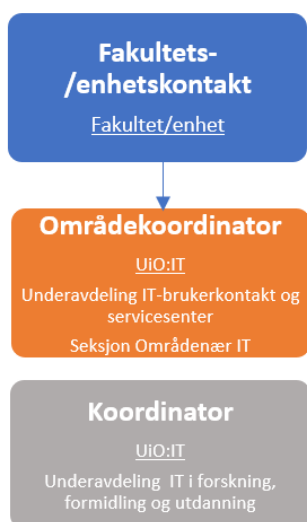 Fakultets-
/enhetskontakt
Fakultet/enhet
Områdekoordinator
UiO:IT
Underavdeling IT-brukerkontakt og
servicesenter
Seksjon Områdenær IT
Koordinator
UiO:IT
Underavdeling IT i forskning,
formidling og utdanning